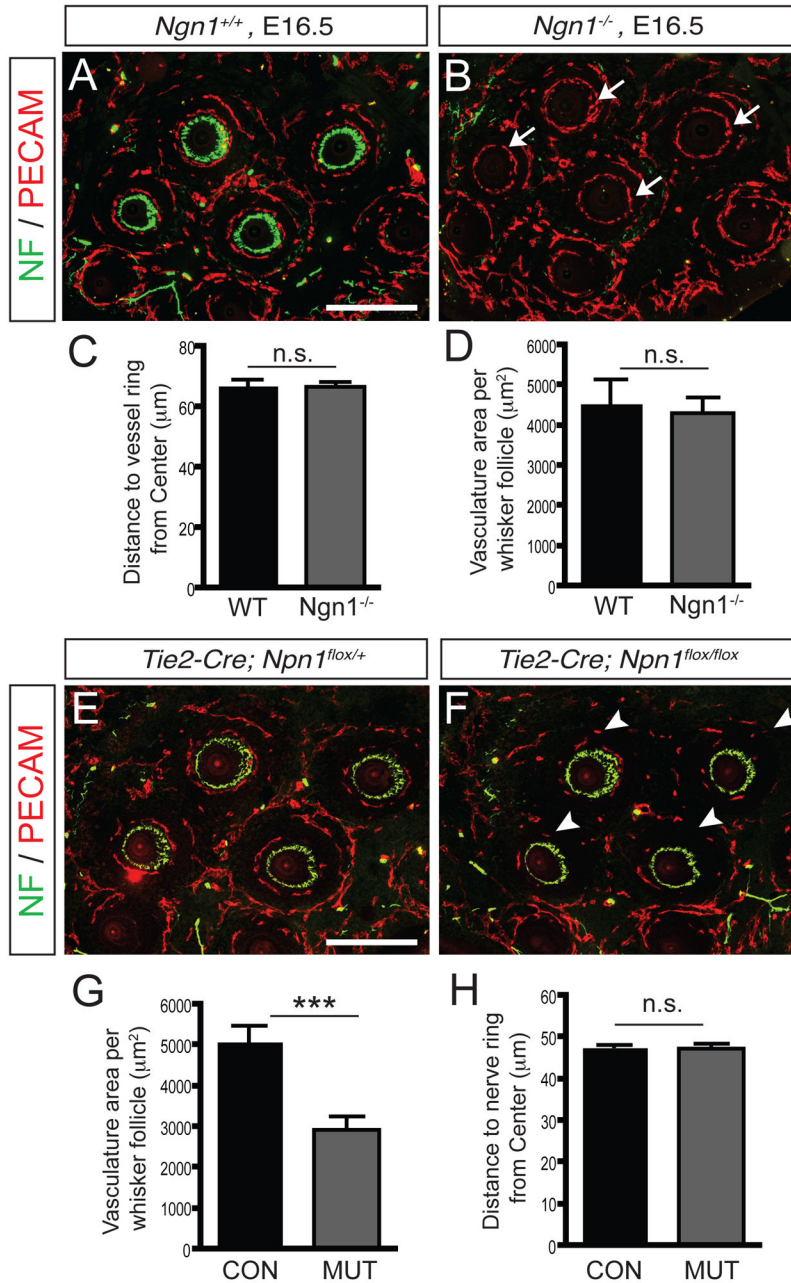 Ngn1+/+, E16.5
Ngn1-/-, E16.5
NF / PECAM
A
B
C
Distance to vessel ring
from Center (μm)
80
60
40
20
0
n.s.
WT
Ngn1-/-
D
Vasculature area per
whisker follicle (μm²)
6000
5000
4000
3000
2000
1000
0
n.s.
WT
Ngn1-/-
Tie2-Cre; Npn1flox/+
Tie2-Cre; Npn1flox/flox
NF / PECAM
E
F
G
Vasculature area per
whisker follicle (μm²)
6000
5000
4000
3000
2000
1000
0
***
CON
MUT
H
Distance to nerve ring
from Center (μm)
60
50
40
30
20
10
0
n.s.
CON
MUT